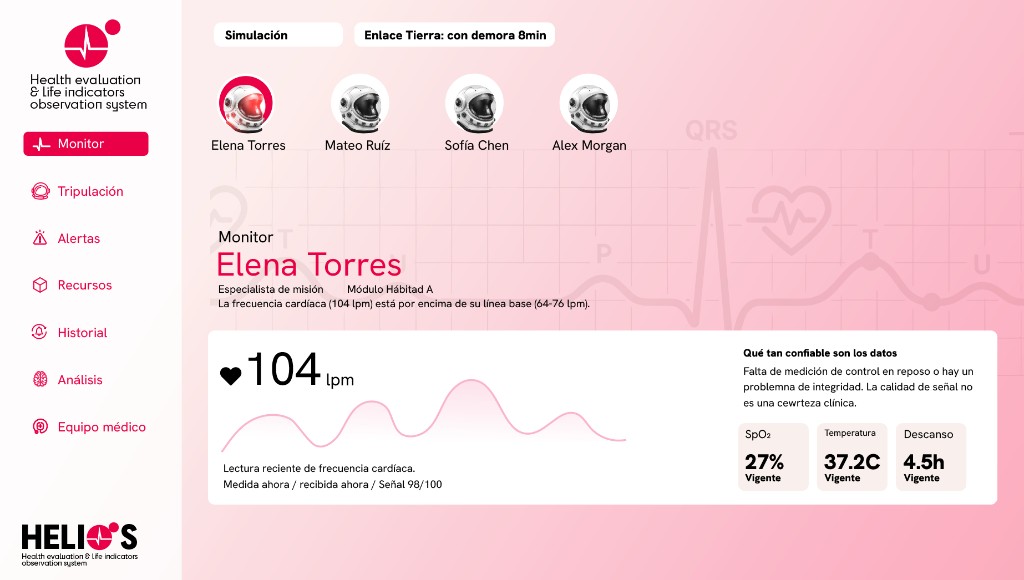 Health evaluation
& life indicators
observation system
Monitor
Tripulación
Alertas
Recursos
Historial
Análisis
Equipo médico
HELIOS
Health evaluation & life indicators
observation system
Simulación
Enlace Tierra: con demora 8min
Elena Torres
Mateo Ruíz
Sofía Chen
Alex Morgan
QRS
T
P
T
U
Monitor
Elena Torres
Especialista de misión Módulo Hábitad A
La frecuencia cardíaca (104 lpm) está por encima de su línea base (64-76 lpm).
104 lpm
Lectura reciente de frecuencia cardíaca.
Medida ahora / recibida ahora / Señal 98/100
Qué tan confiable son los datos
Falta de medición de control en reposo o hay un
problemna de integridad. La calidad de señal no
es una cewrteza clínica.
SpO₂
27%
Vigente
Temperatura
37.2C
Vigente
Descanso
4.5h
Vigente